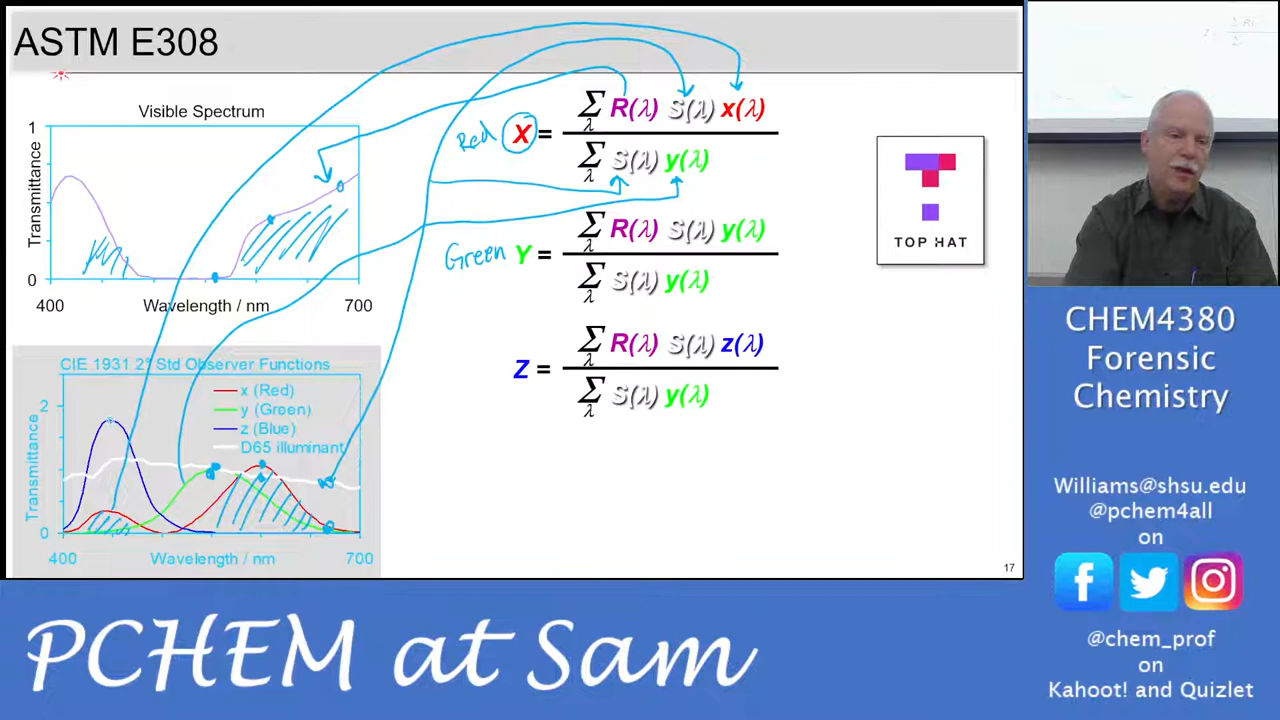 ASTM E308
Visible Spectrum
1
Transmittance
0
400
Wavelength / nm
700
CIE 1931 2° Std Observer Functions
x (Red)
y (Green)
z (Blue)
D65 illuminant
2
Transmittance
0
400
Wavelength / nm
700
Red X =
∑λ R(λ) S(λ) x(λ)
∑λ S(λ) y(λ)
Green Y =
∑λ R(λ) S(λ) y(λ)
∑λ S(λ) y(λ)
Z =
∑λ R(λ) S(λ) z(λ)
∑λ S(λ) y(λ)
TOP HAT
17
CHEM4380
Forensic
Chemistry
Williams@shsu.edu
@pchem4all
on
@chem_prof
on
Kahoot! and Quizlet
PCHEM at Sam